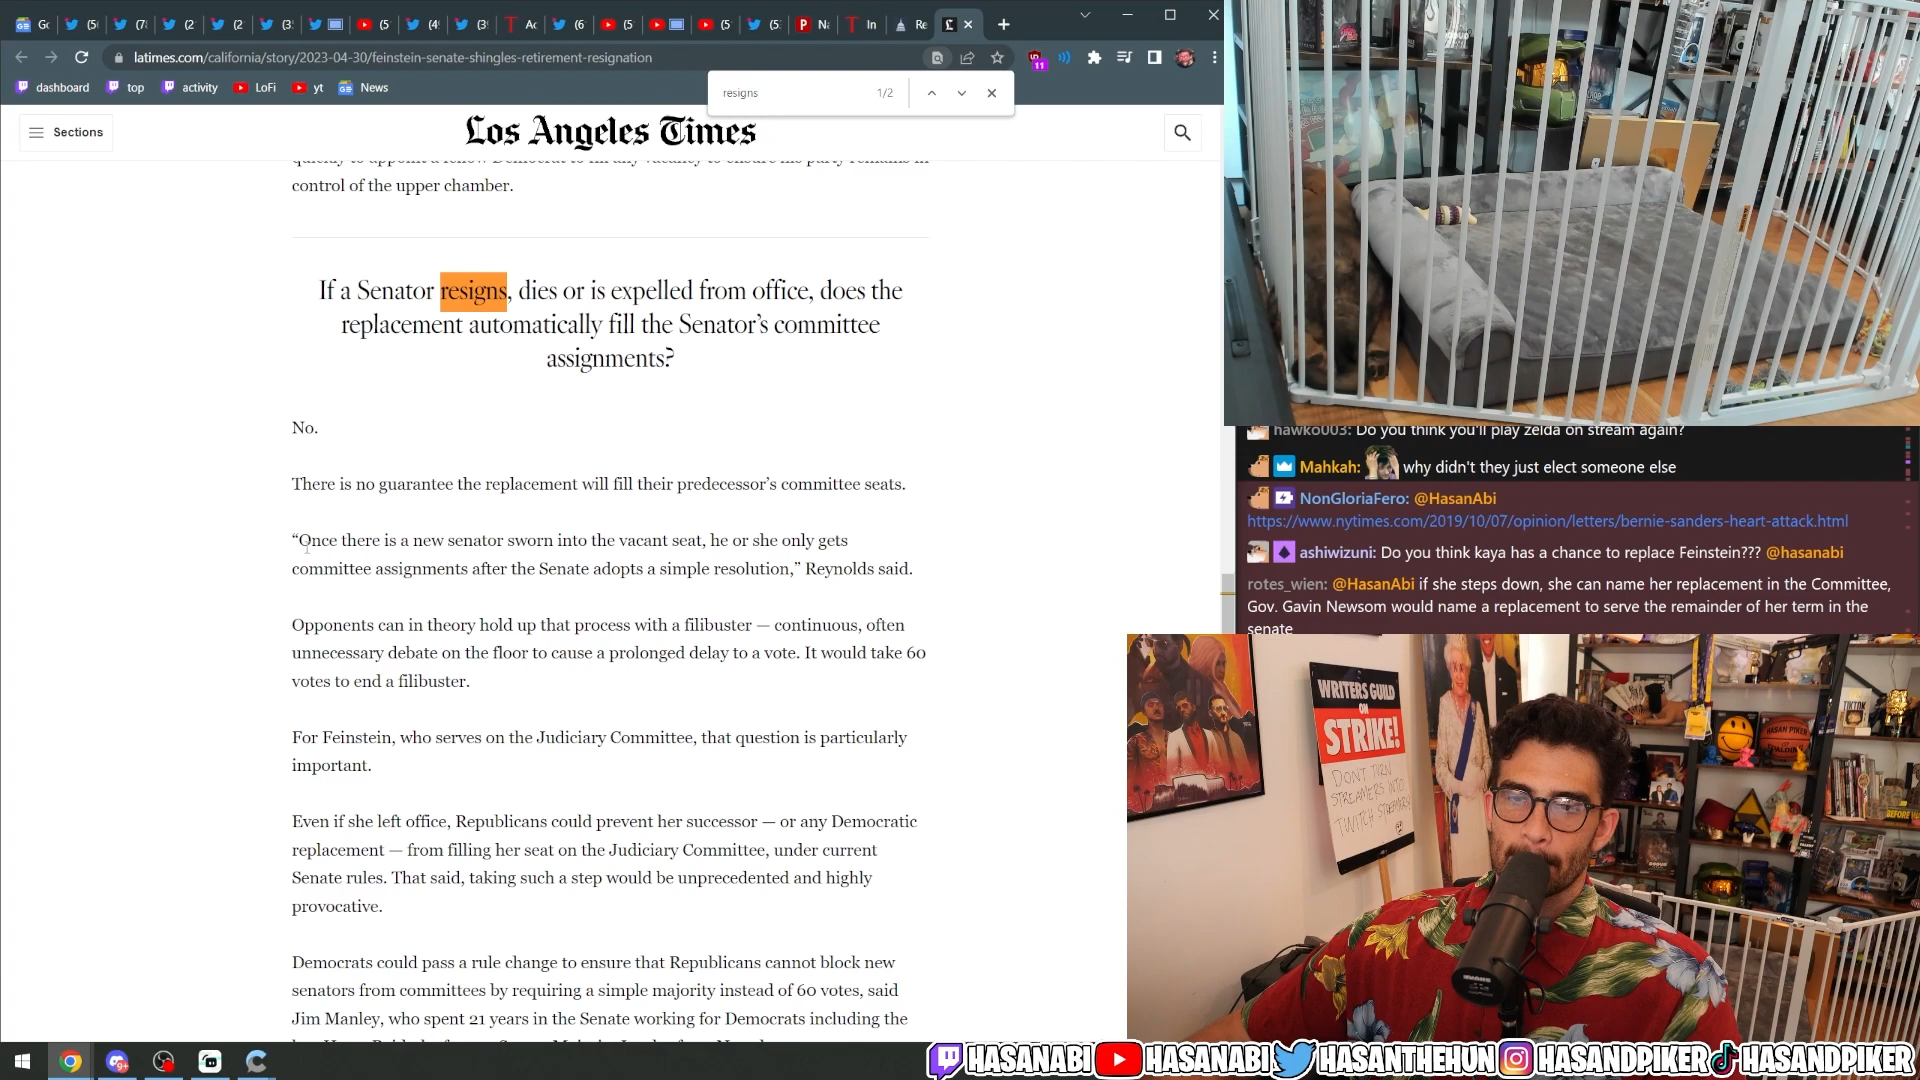 latimes.com/california/story/2023-04-30/feinstein-senate-shingles-retirement-resignation
11
dashboard
top
activity
LoFi
yt
News
resigns
1/2
Sections
Los Angeles Times
control of the upper chamber.
If a Senator resigns, dies or is expelled from office, does the
replacement automatically fill the Senator's committee
assignments?
No.
There is no guarantee the replacement will fill their predecessor's committee seats.
“Once there is a new senator sworn into the vacant seat, he or she only gets
committee assignments after the Senate adopts a simple resolution,” Reynolds said.
Opponents can in theory hold up that process with a filibuster — continuous, often
unnecessary debate on the floor to cause a prolonged delay to a vote. It would take 60
votes to end a filibuster.
For Feinstein, who serves on the Judiciary Committee, that question is particularly
important.
Even if she left office, Republicans could prevent her successor — or any Democratic
replacement — from filling her seat on the Judiciary Committee, under current
Senate rules. That said, taking such a step would be unprecedented and highly
provocative.
Democrats could pass a rule change to ensure that Republicans cannot block new
senators from committees by requiring a simple majority instead of 60 votes, said
Jim Manley, who spent 21 years in the Senate working for Democrats including the
hawko003: Do you think you'll play zelda on stream again?
Mahkah: why didn't they just elect someone else
NonGloriaFero: @HasanAbi
https://www.nytimes.com/2019/10/07/opinion/letters/bernie-sanders-heart-attack.html
ashiwizuni: Do you think kaya has a chance to replace Feinstein??? @hasanabi
rotes_wien: @HasanAbi if she steps down, she can name her replacement in the Committee,
Gov. Gavin Newsom would name a replacement to serve the remainder of her term in the
senate
WRITERS GUILD
ON
STRIKE!
DON'T TURN
STREAMERS INTO
TWITCH STREAMERS!
HASAN PIKER
SPALDING
TIKTOK
HASANABI
HASANABI
HASANTHEHUN
HASANDPIKER
HASANDPIKER